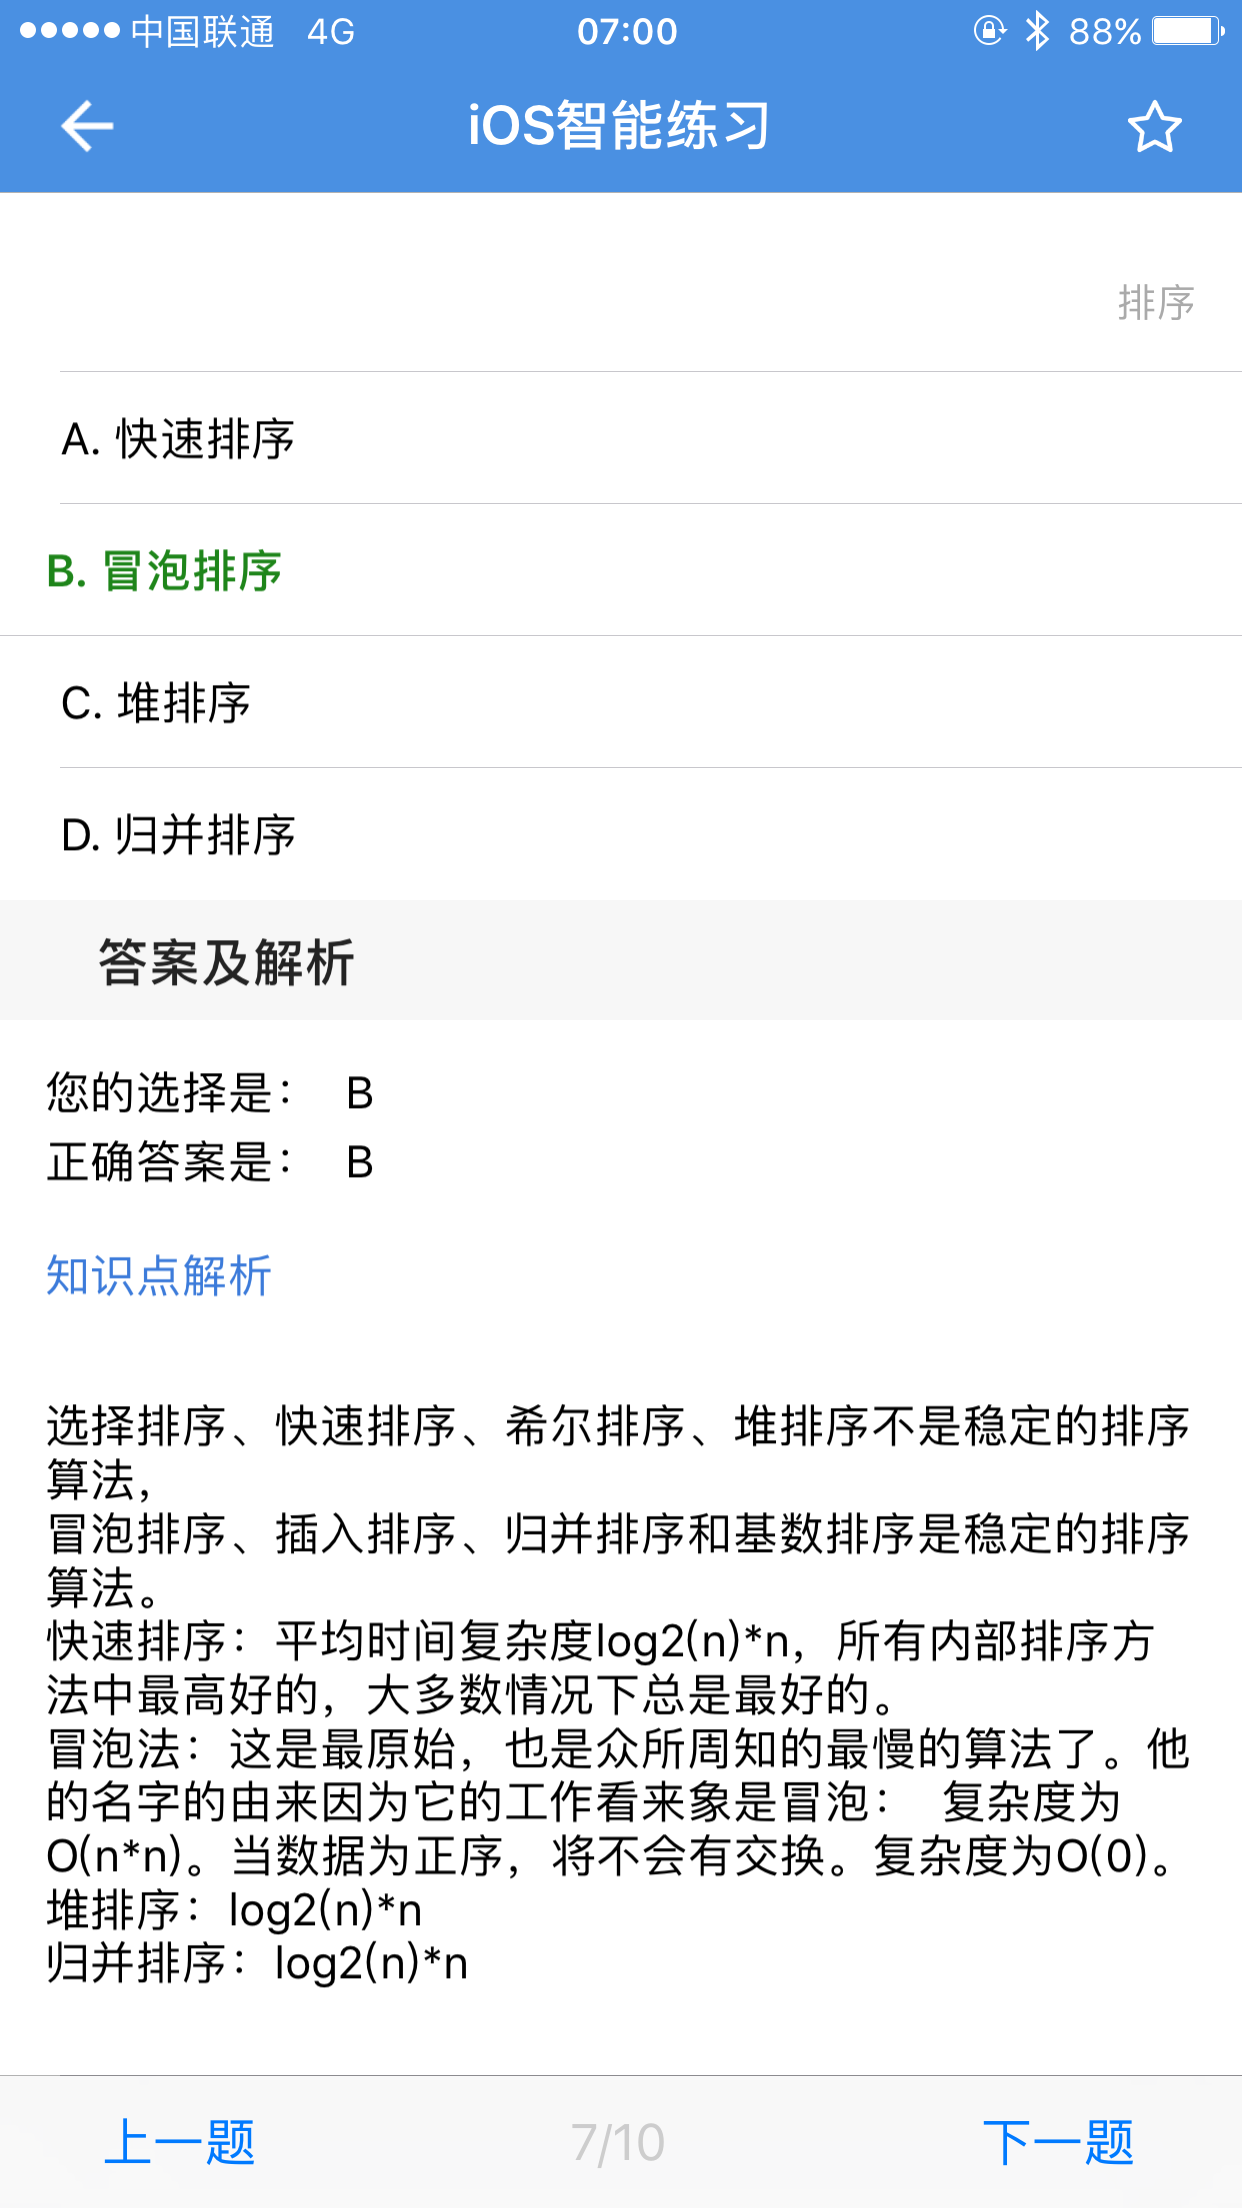 中国联通 4G 07:00 88%
iOS智能练习
排序
A. 快速排序
B. 冒泡排序
C. 堆排序
D. 归并排序
答案及解析
您的选择是： B
正确答案是： B
知识点解析
选择排序、快速排序、希尔排序、堆排序不是稳定的排序
算法，
冒泡排序、插入排序、归并排序和基数排序是稳定的排序
算法。
快速排序：平均时间复杂度log2(n)*n，所有内部排序方
法中最高好的，大多数情况下总是最好的。
冒泡法：这是最原始，也是众所周知的最慢的算法了。他
的名字的由来因为它的工作看来象是冒泡： 复杂度为
O(n*n)。当数据为正序，将不会有交换。复杂度为O(0)。
堆排序：log2(n)*n
归并排序：log2(n)*n
上一题 7/10 下一题